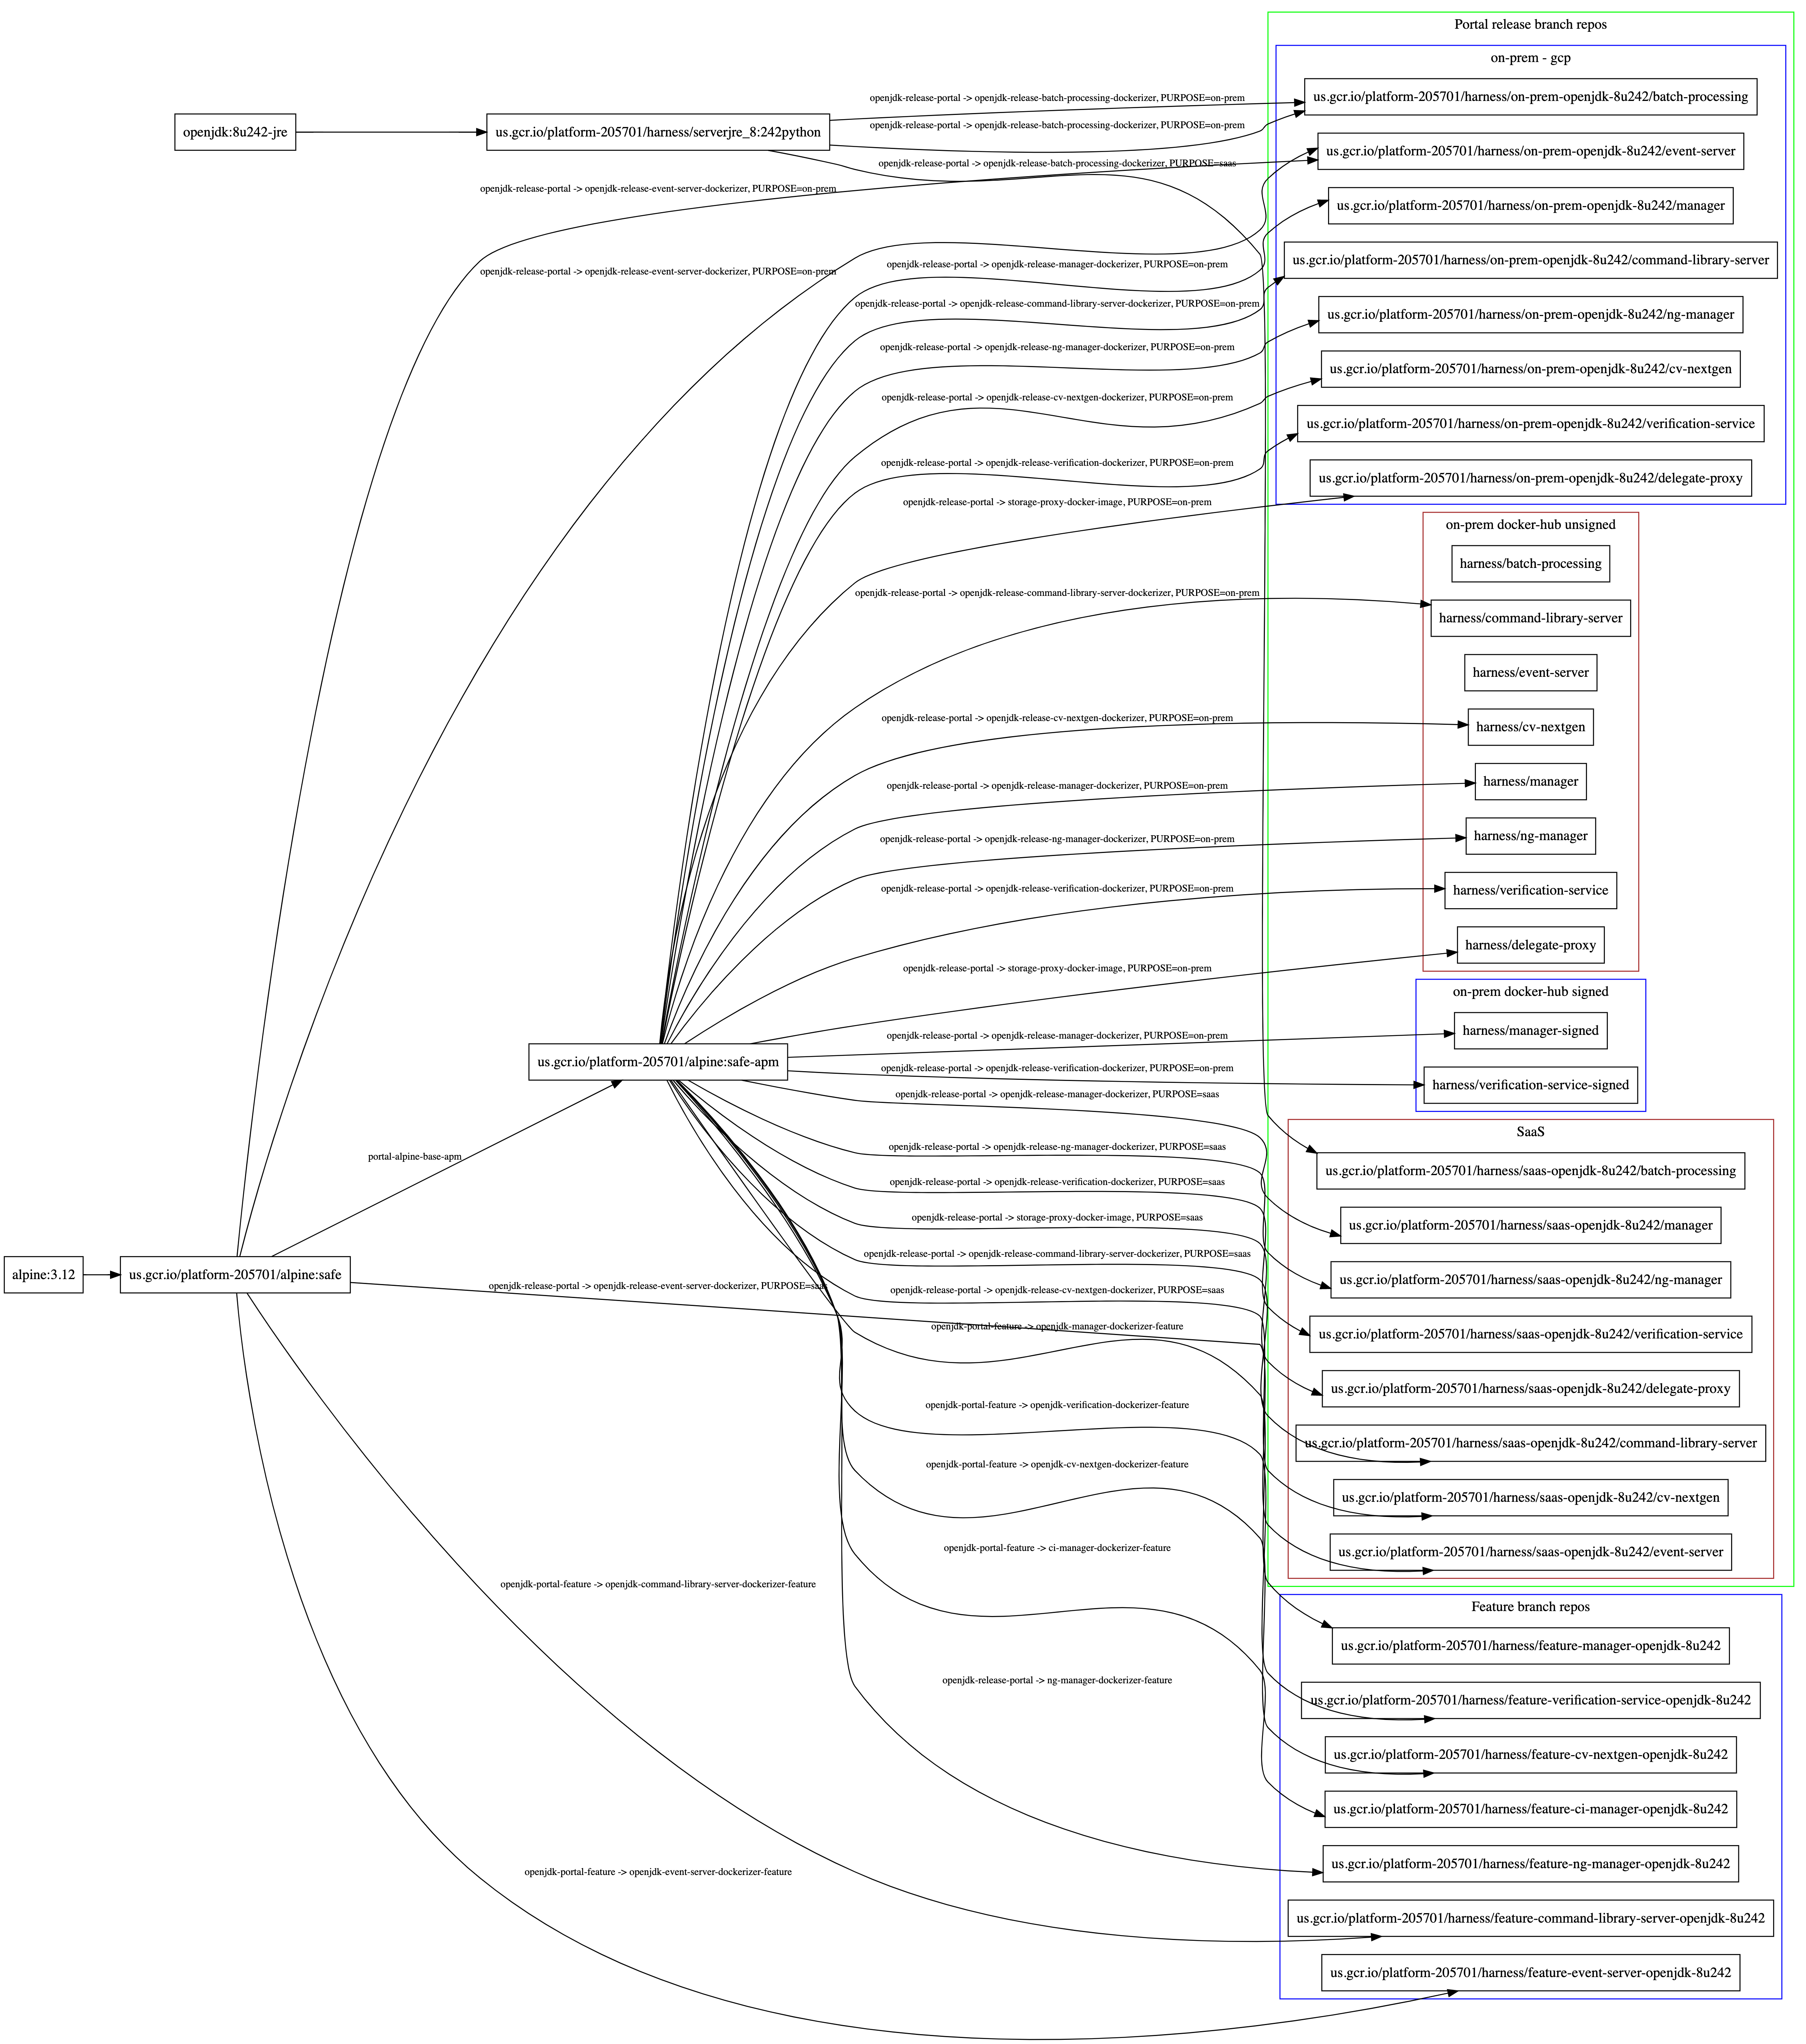 Portal release branch repos
on-prem - gcp
us.gcr.io/platform-205701/harness/on-prem-openjdk-8u242/batch-processing
openjdk-release-portal -> openjdk-release-batch-processing-dockerizer, PURPOSE=on-prem
openjdk:8u242-jre
us.gcr.io/platform-205701/harness/serverjre_8:242python
openjdk-release-portal -> openjdk-release-batch-processing-dockerizer, PURPOSE=on-prem
us.gcr.io/platform-205701/harness/on-prem-openjdk-8u242/event-server
openjdk-release-portal -> openjdk-release-batch-processing-dockerizer, PURPOSE=saas
openjdk-release-portal -> openjdk-release-event-server-dockerizer, PURPOSE=on-prem
us.gcr.io/platform-205701/harness/on-prem-openjdk-8u242/manager
us.gcr.io/platform-205701/harness/on-prem-openjdk-8u242/command-library-server
openjdk-release-portal -> openjdk-release-manager-dockerizer, PURPOSE=on-prem
openjdk-release-portal -> openjdk-release-event-server-dockerizer, PURPOSE=on-prem
openjdk-release-portal -> openjdk-release-command-library-server-dockerizer, PURPOSE=on-prem
us.gcr.io/platform-205701/harness/on-prem-openjdk-8u242/ng-manager
openjdk-release-portal -> openjdk-release-ng-manager-dockerizer, PURPOSE=on-prem
us.gcr.io/platform-205701/harness/on-prem-openjdk-8u242/cv-nextgen
openjdk-release-portal -> openjdk-release-cv-nextgen-dockerizer, PURPOSE=on-prem
us.gcr.io/platform-205701/harness/on-prem-openjdk-8u242/verification-service
openjdk-release-portal -> openjdk-release-verification-dockerizer, PURPOSE=on-prem
us.gcr.io/platform-205701/harness/on-prem-openjdk-8u242/delegate-proxy
openjdk-release-portal -> storage-proxy-docker-image, PURPOSE=on-prem
on-prem docker-hub unsigned
harness/batch-processing
openjdk-release-portal -> openjdk-release-command-library-server-dockerizer, PURPOSE=on-prem
harness/command-library-server
harness/event-server
openjdk-release-portal -> openjdk-release-cv-nextgen-dockerizer, PURPOSE=on-prem
harness/cv-nextgen
harness/manager
openjdk-release-portal -> openjdk-release-manager-dockerizer, PURPOSE=on-prem
harness/ng-manager
openjdk-release-portal -> openjdk-release-ng-manager-dockerizer, PURPOSE=on-prem
openjdk-release-portal -> openjdk-release-verification-dockerizer, PURPOSE=on-prem
harness/verification-service
harness/delegate-proxy
openjdk-release-portal -> storage-proxy-docker-image, PURPOSE=on-prem
on-prem docker-hub signed
harness/manager-signed
openjdk-release-portal -> openjdk-release-manager-dockerizer, PURPOSE=on-prem
us.gcr.io/platform-205701/alpine:safe-apm
openjdk-release-portal -> openjdk-release-verification-dockerizer, PURPOSE=on-prem
harness/verification-service-signed
openjdk-release-portal -> openjdk-release-manager-dockerizer, PURPOSE=saas
SaaS
openjdk-release-portal -> openjdk-release-ng-manager-dockerizer, PURPOSE=saas
portal-alpine-base-apm
us.gcr.io/platform-205701/harness/saas-openjdk-8u242/batch-processing
openjdk-release-portal -> openjdk-release-verification-dockerizer, PURPOSE=saas
openjdk-release-portal -> storage-proxy-docker-image, PURPOSE=saas
us.gcr.io/platform-205701/harness/saas-openjdk-8u242/manager
openjdk-release-portal -> openjdk-release-command-library-server-dockerizer, PURPOSE=saas
alpine:3.12
us.gcr.io/platform-205701/alpine:safe
us.gcr.io/platform-205701/harness/saas-openjdk-8u242/ng-manager
openjdk-release-portal -> openjdk-release-event-server-dockerizer, PURPOSE=saas
openjdk-release-portal -> openjdk-release-cv-nextgen-dockerizer, PURPOSE=saas
openjdk-portal-feature -> openjdk-manager-dockerizer-feature
us.gcr.io/platform-205701/harness/saas-openjdk-8u242/verification-service
us.gcr.io/platform-205701/harness/saas-openjdk-8u242/delegate-proxy
openjdk-portal-feature -> openjdk-verification-dockerizer-feature
us.gcr.io/platform-205701/harness/saas-openjdk-8u242/command-library-server
openjdk-portal-feature -> openjdk-cv-nextgen-dockerizer-feature
us.gcr.io/platform-205701/harness/saas-openjdk-8u242/cv-nextgen
openjdk-portal-feature -> ci-manager-dockerizer-feature
us.gcr.io/platform-205701/harness/saas-openjdk-8u242/event-server
openjdk-portal-feature -> openjdk-command-library-server-dockerizer-feature
Feature branch repos
us.gcr.io/platform-205701/harness/feature-manager-openjdk-8u242
openjdk-release-portal -> ng-manager-dockerizer-feature
us.gcr.io/platform-205701/harness/feature-verification-service-openjdk-8u242
us.gcr.io/platform-205701/harness/feature-cv-nextgen-openjdk-8u242
us.gcr.io/platform-205701/harness/feature-ci-manager-openjdk-8u242
us.gcr.io/platform-205701/harness/feature-ng-manager-openjdk-8u242
openjdk-portal-feature -> openjdk-event-server-dockerizer-feature
us.gcr.io/platform-205701/harness/feature-command-library-server-openjdk-8u242
us.gcr.io/platform-205701/harness/feature-event-server-openjdk-8u242